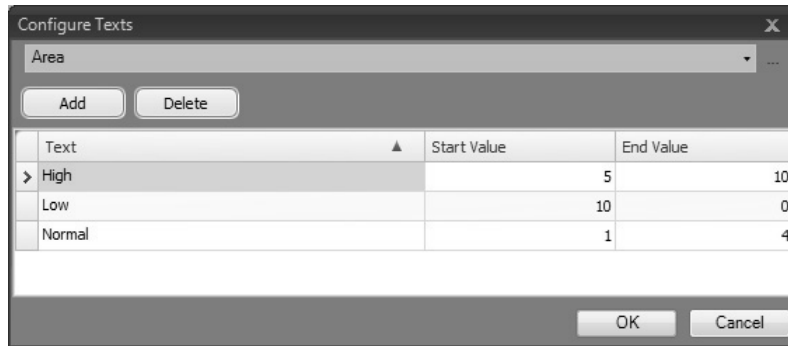 Configure Texts X
Area ...
Add Delete
Text Start Value End Value
High 5 10
Low 10 0
Normal 1 4
OK Cancel